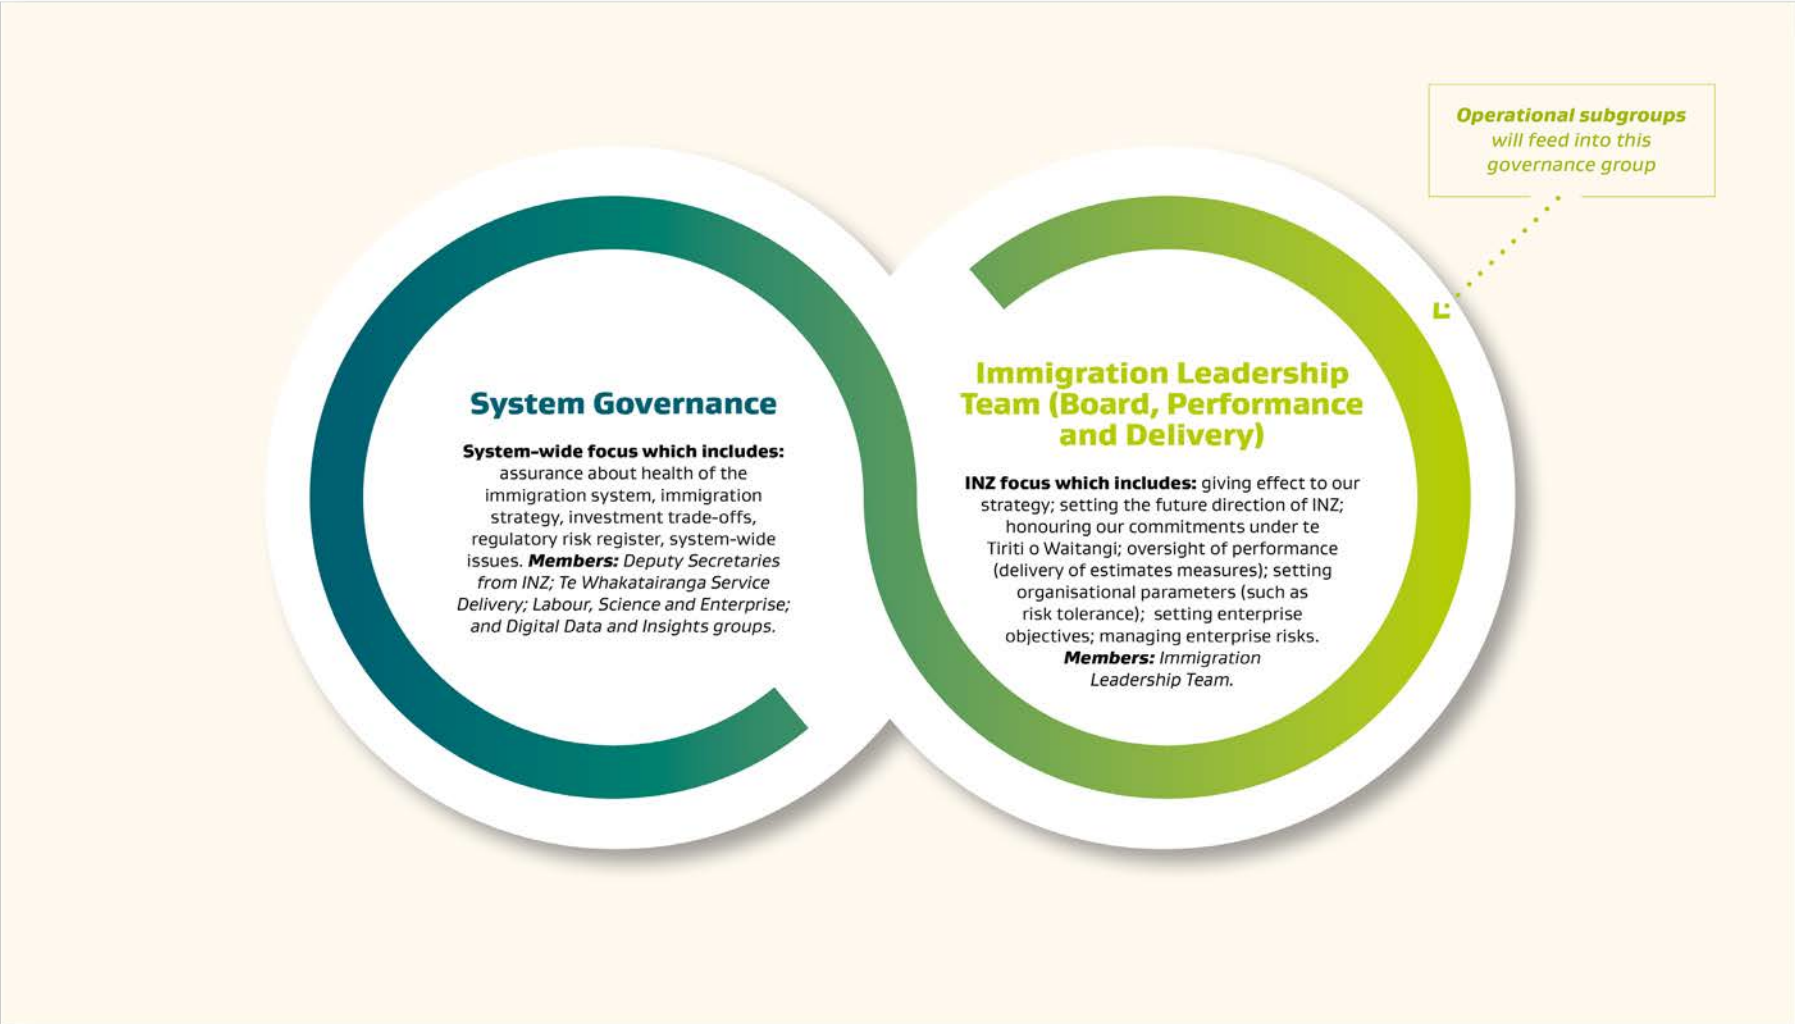 Operational subgroups
will feed into this
governance group
System Governance
System-wide focus which includes:
assurance about health of the
immigration system, immigration
strategy, investment trade-offs,
regulatory risk register, system-wide
issues. Members: Deputy Secretaries
from INZ; Te Whakatairanga Service
Delivery; Labour, Science and Enterprise;
and Digital Data and Insights groups.
Immigration Leadership
Team (Board, Performance
and Delivery)
INZ focus which includes: giving effect to our
strategy; setting the future direction of INZ;
honouring our commitments under te
Tiriti o Waitangi; oversight of performance
(delivery of estimates measures); setting
organisational parameters (such as
risk tolerance); setting enterprise
objectives; managing enterprise risks.
Members: Immigration
Leadership Team.